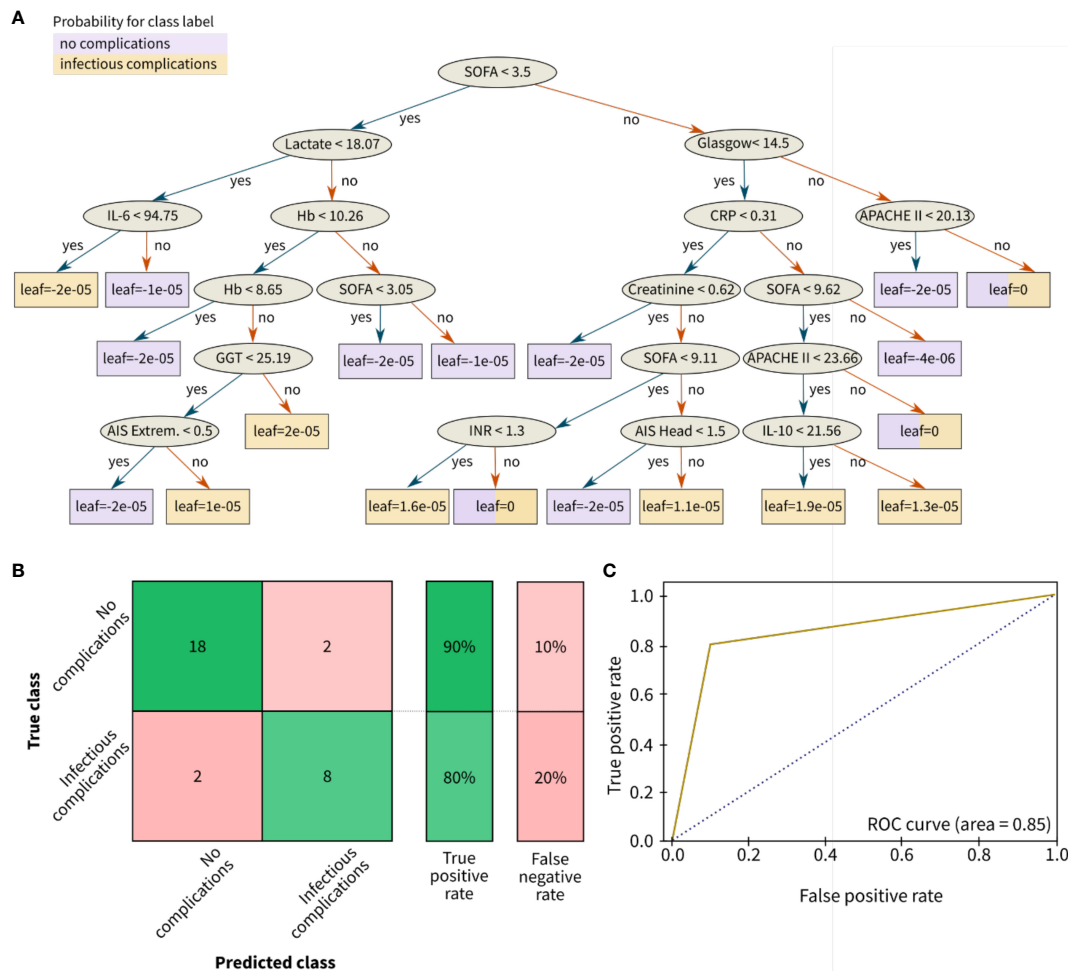 A
Probability for class label
no complications
infectious complications
SOFA < 3.5
yes
no
Lactate < 18.07
Glasgow< 14.5
yes
no
yes
no
IL-6 < 94.75
Hb < 10.26
CRP < 0.31
APACHE II < 20.13
yes
no
yes
no
yes
no
yes
no
leaf=-2e-05
leaf=-1e-05
Hb < 8.65
SOFA < 3.05
Creatinine < 0.62
SOFA < 9.62
leaf=-2e-05
leaf=0
yes
no
yes
no
yes
no
yes
no
leaf=-2e-05
GGT < 25.19
leaf=-2e-05
leaf=-1e-05
leaf=-2e-05
SOFA < 9.11
APACHE II < 23.66
leaf=-4e-06
yes
no
yes
no
yes
no
AIS Extrem. < 0.5
leaf=2e-05
INR < 1.3
AIS Head < 1.5
IL-10 < 21.56
leaf=0
yes
no
yes
no
yes
no
yes
no
leaf=-2e-05
leaf=1e-05
leaf=1.6e-05
leaf=0
leaf=-2e-05
leaf=1.1e-05
leaf=1.9e-05
leaf=1.3e-05
B
True class
No
complications
Infectious
complications
18
2
90%
10%
2
8
80%
20%
No
complications
Infectious
complications
True
positive
rate
False
negative
rate
Predicted class
C
True positive rate
1.0
0.8
0.6
0.4
0.2
0.0
ROC curve (area = 0.85)
0.0
0.2
0.4
0.6
0.8
1.0
False positive rate